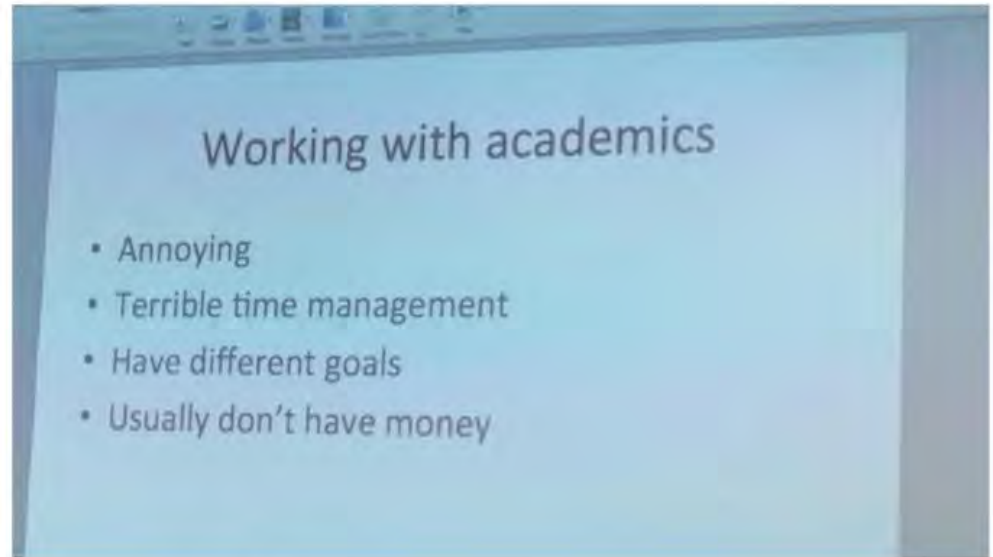 Working with academics
• Annoying
• Terrible time management
• Have different goals
• Usually don't have money